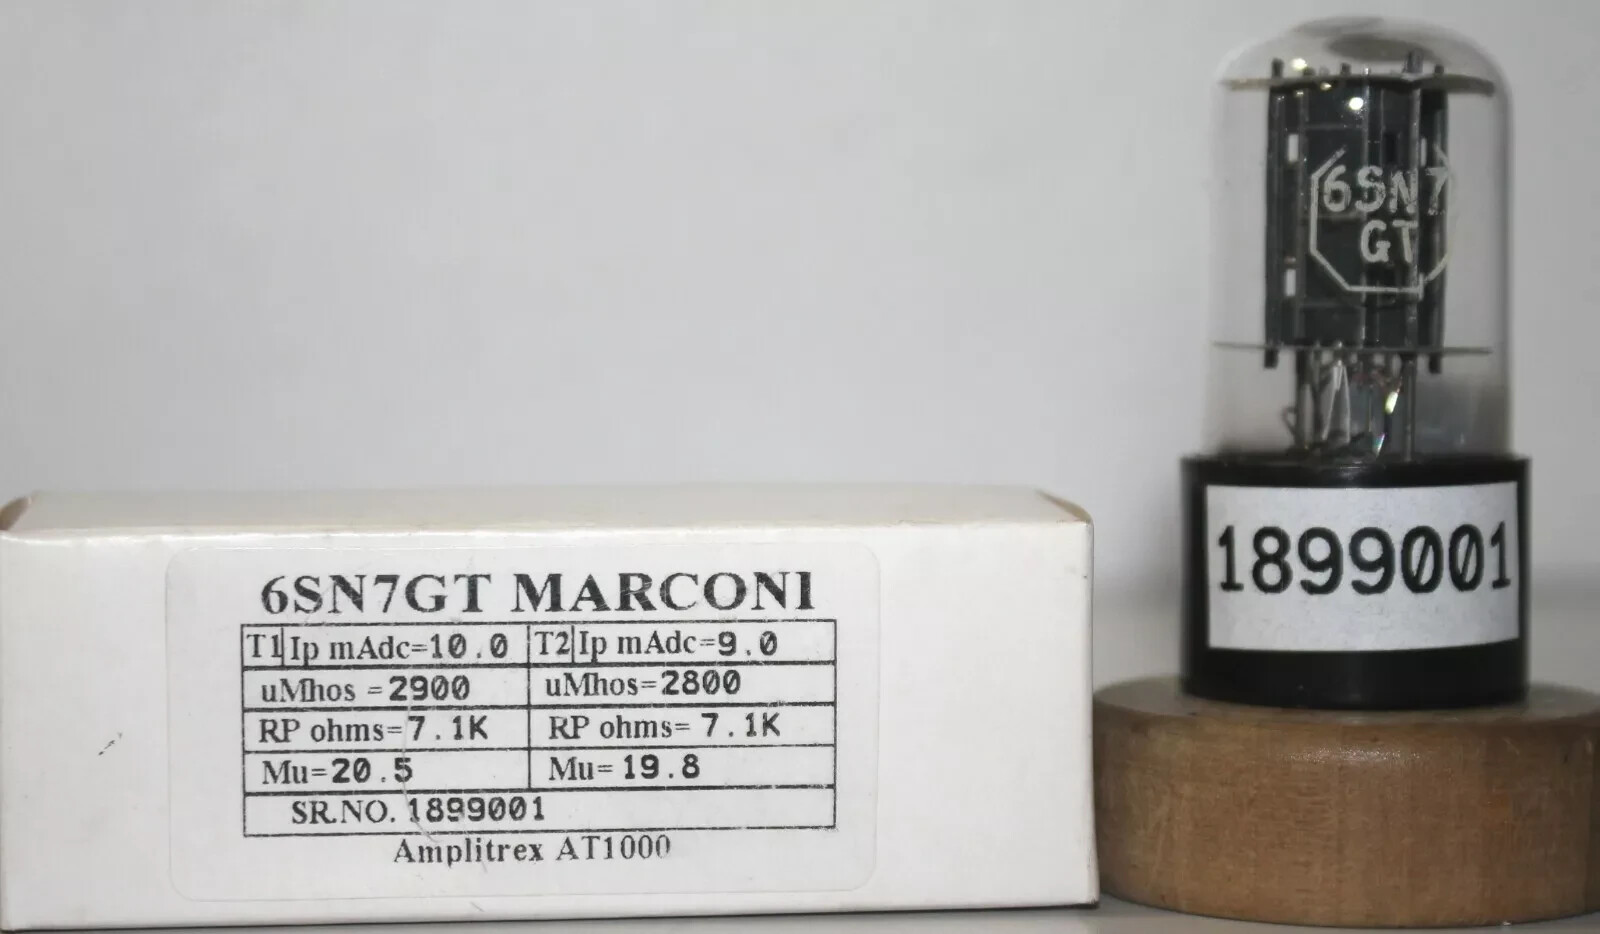 6SN7
GT
1899001
6SN7GT MARCONI
T1 Ip mAdc=10.0 T2 Ip mAdc=9.0
uMhos =2900 uMhos=2800
RP ohms=7.1K RP ohms= 7.1K
Mu=20.5 Mu= 19.8
SR.NO. 1899001
Amplitrex AT1000